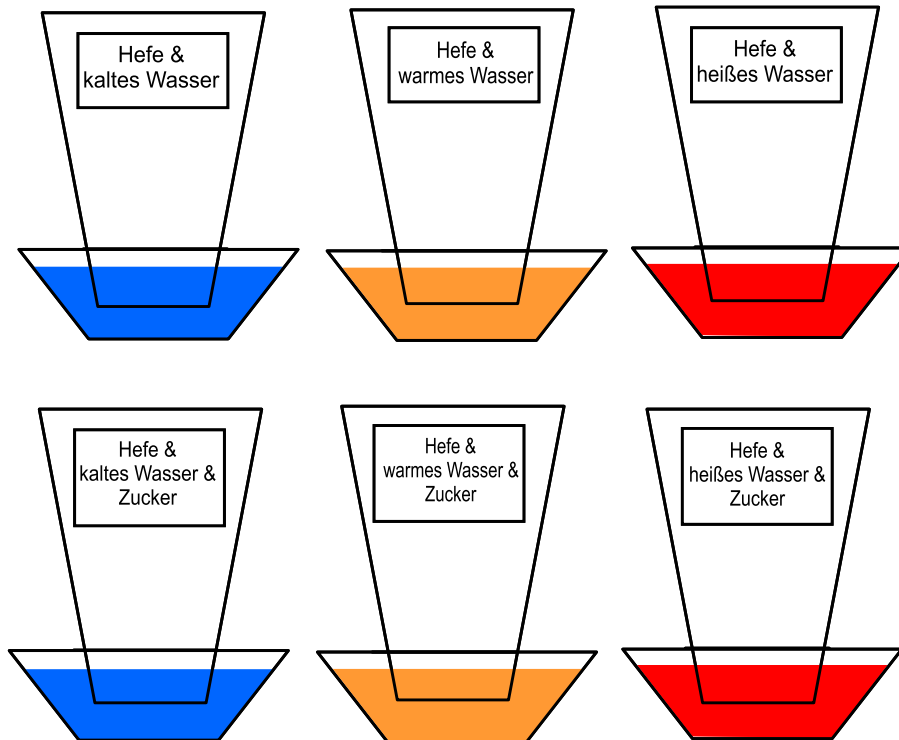 Hefe &
kaltes Wasser
Hefe &
warmes Wasser
Hefe &
heißes Wasser
Hefe &
kaltes Wasser &
Zucker
Hefe &
warmes Wasser &
Zucker
Hefe &
heißes Wasser &
Zucker